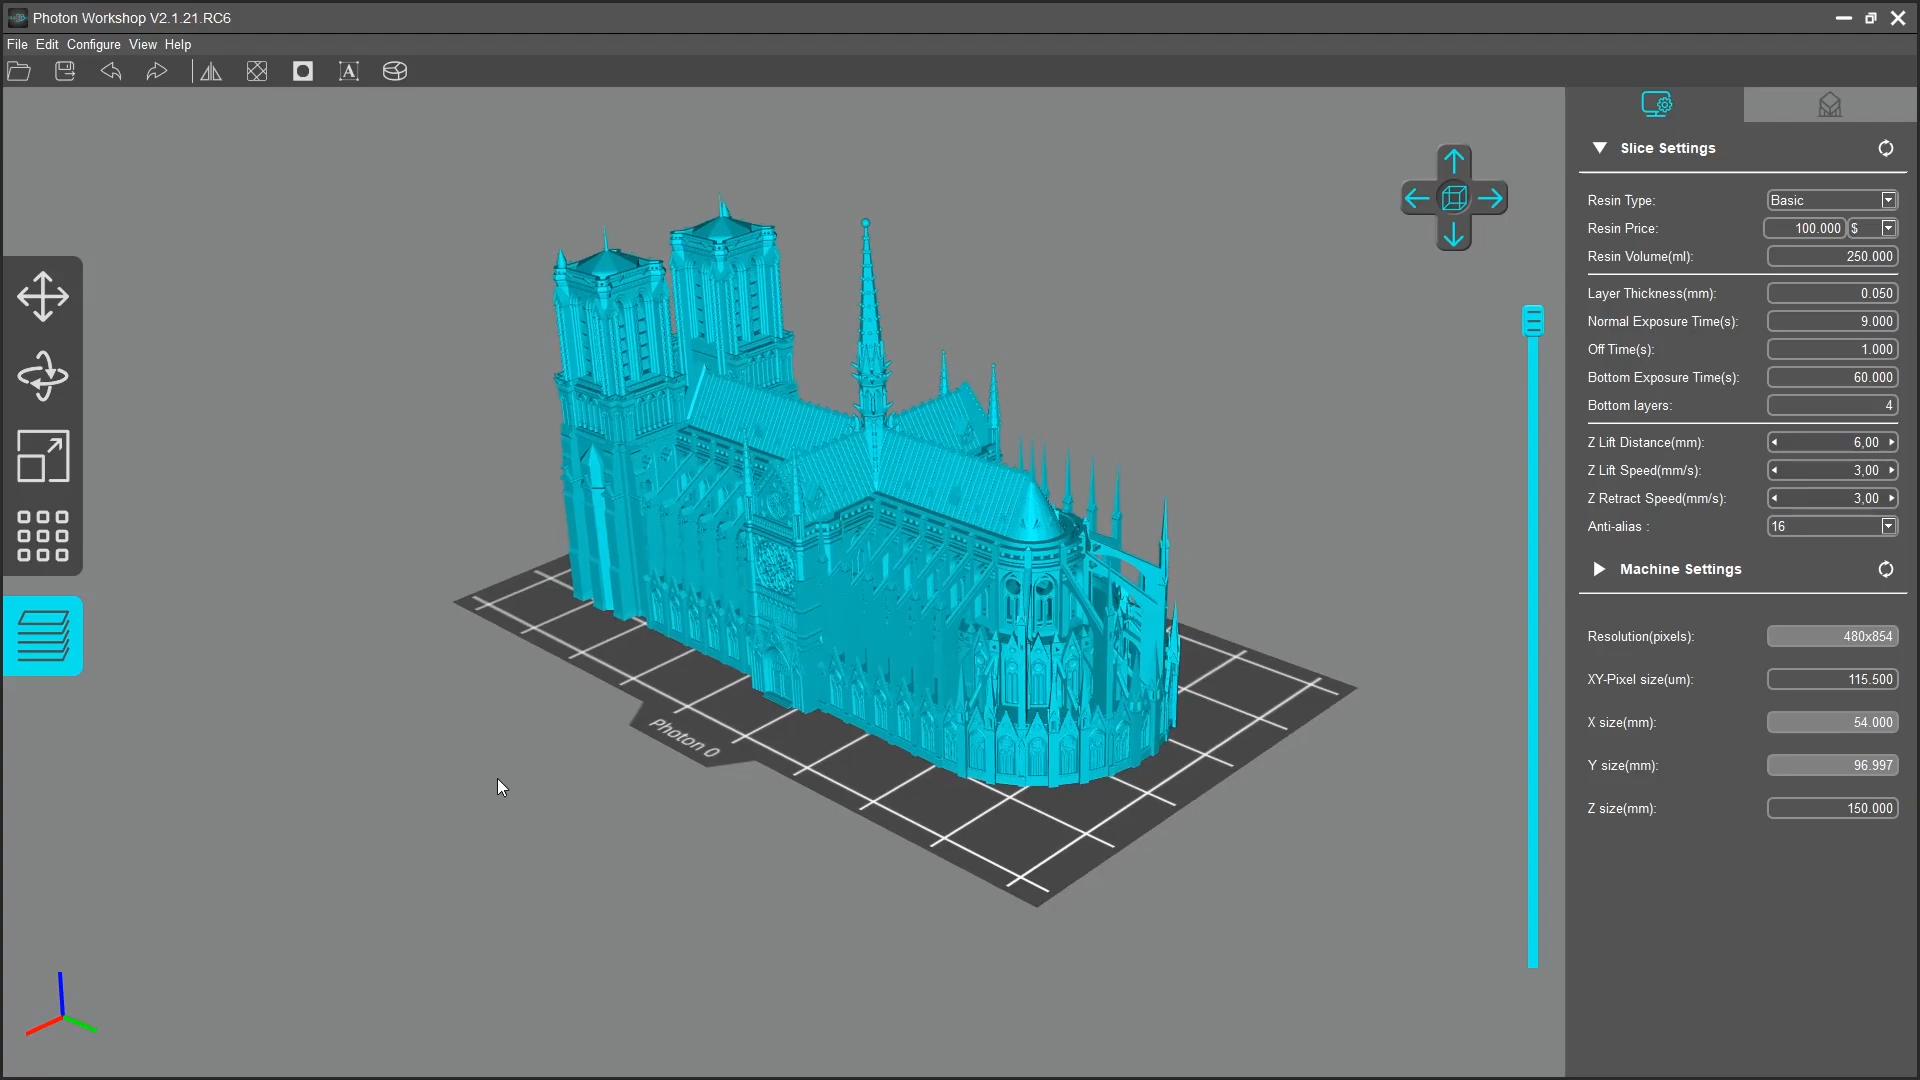 Photon Workshop V2.1.21.RC6
File Edit Configure View Help
A
Slice Settings
Resin Type: Basic
Resin Price: 100.000 $
Resin Volume(ml): 250.000
Layer Thickness(mm): 0.050
Normal Exposure Time(s): 9.000
Off Time(s): 1.000
Bottom Exposure Time(s): 60.000
Bottom layers: 4
Z Lift Distance(mm): 6,00
Z Lift Speed(mm/s): 3,00
Z Retract Speed(mm/s): 3,00
Anti-alias : 16
Machine Settings
Resolution(pixels): 480x854
XY-Pixel size(um): 115.500
X size(mm): 54.000
Y size(mm): 96.997
Z size(mm): 150.000
Photon 0